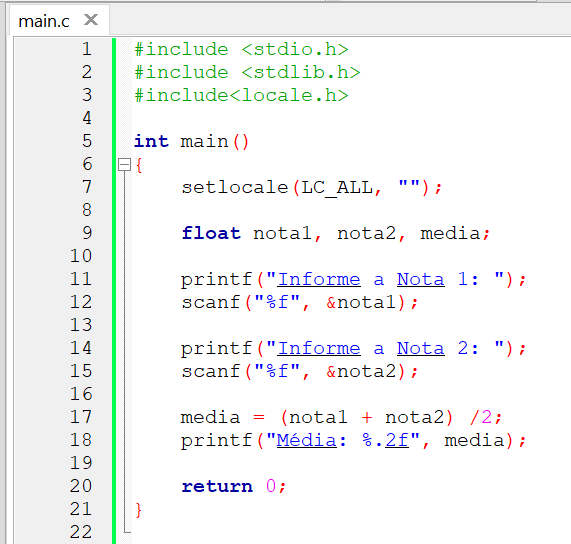 main.c X
1 #include <stdio.h>
2 #include <stdlib.h>
3 #include<locale.h>
4
5 int main()
6 {
7     setlocale(LC_ALL, "");
8
9     float nota1, nota2, media;
10
11     printf("Informe a Nota 1: ");
12     scanf("%f", &nota1);
13
14     printf("Informe a Nota 2: ");
15     scanf("%f", &nota2);
16
17     media = (nota1 + nota2) /2;
18     printf("Média: %.2f", media);
19
20     return 0;
21 }
22